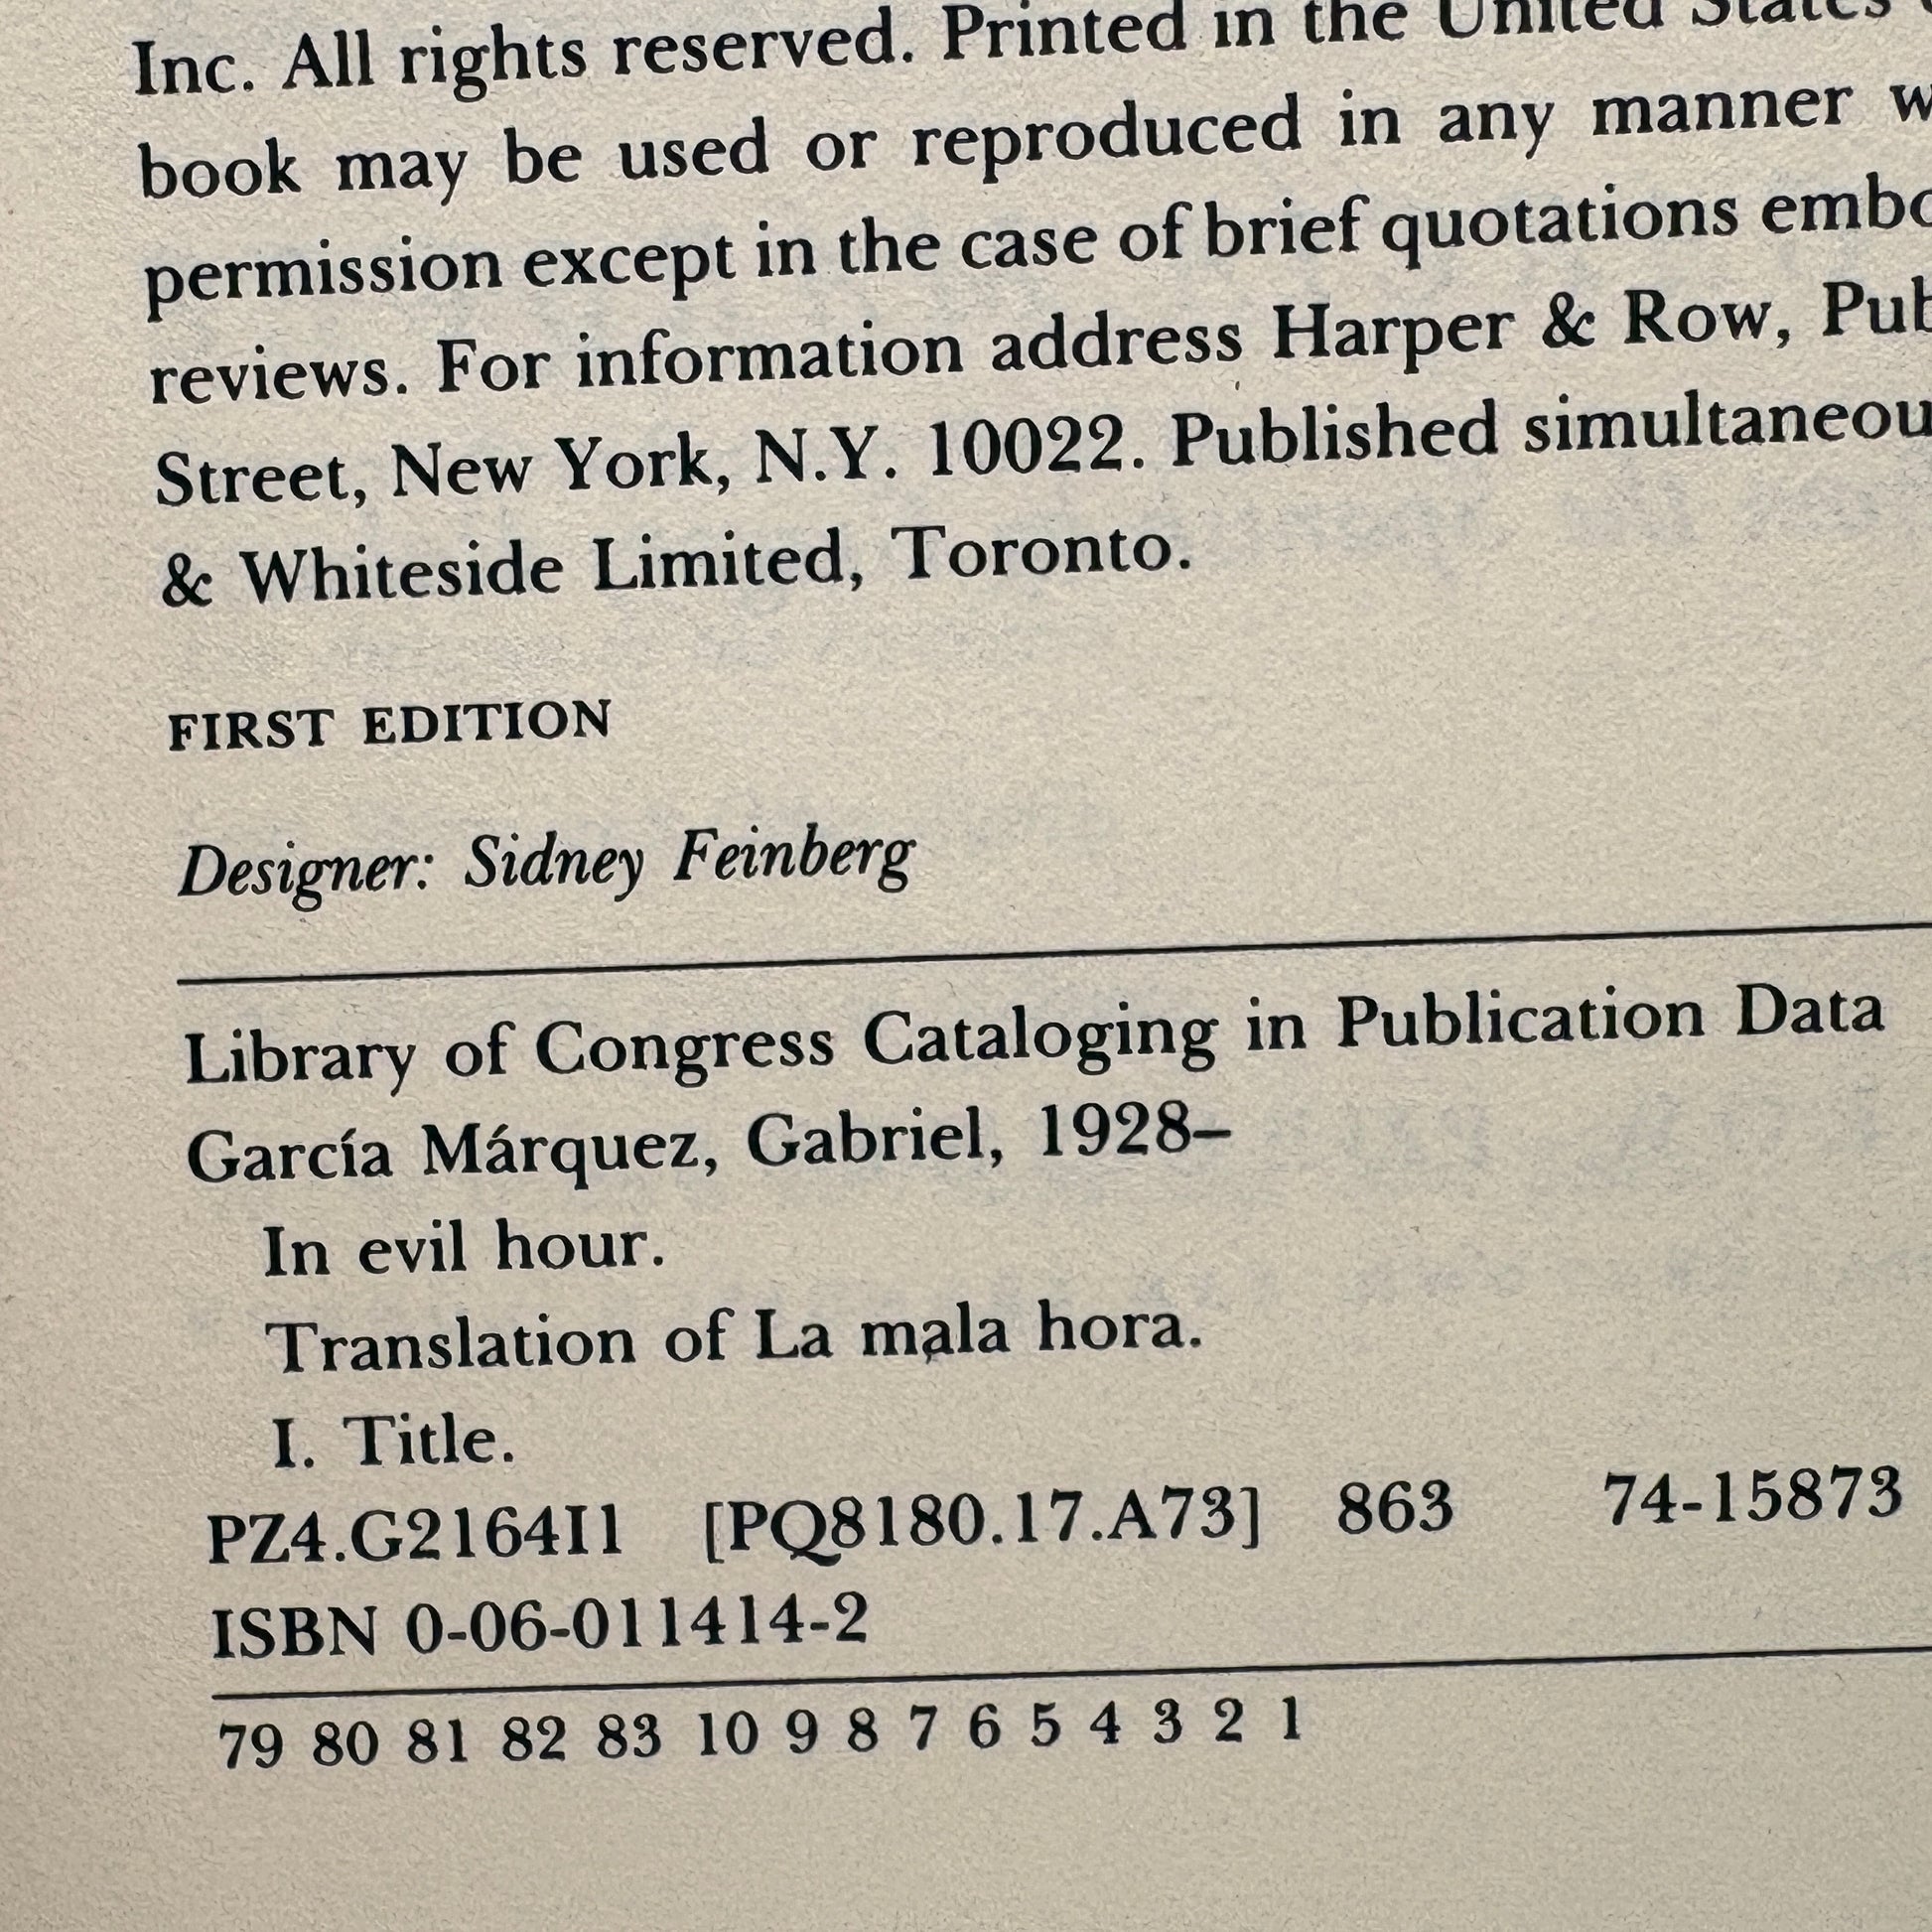 Inc. All rights reserved. Printed in the United States
book may be used or reproduced in any manner
permission except in the case of brief quotations
reviews. For information address Harper & Row,
Street, New York, N.Y. 10022. Published
& Whiteside Limited, Toronto.
FIRST EDITION
Designer: Sidney Feinberg
Library of Congress Cataloging in Publication Data
García Márquez, Gabriel, 1928–
In evil hour.
Translation of La mala hora.
I. Title.
PZ4.G2164I1 [PQ8180.17.A73] 863 74-15873
ISBN 0-06-011414-2
79 80 81 82 83 10 9 8 7 6 5 4 3 2 1